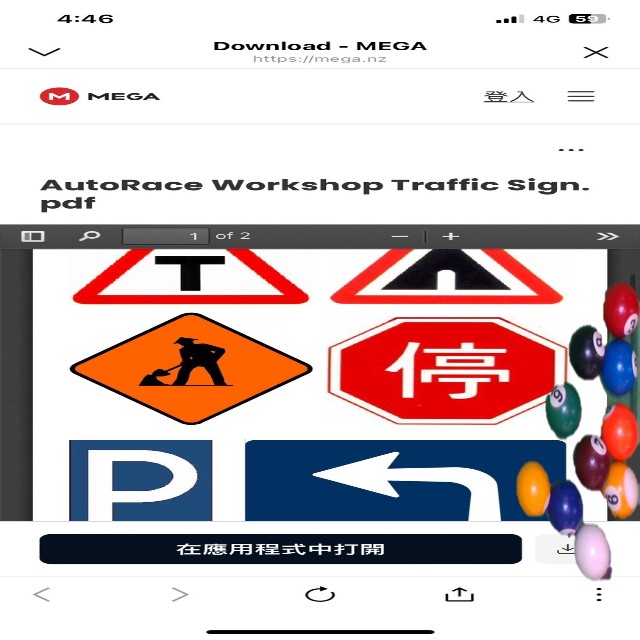 4:46
4G 59
Download - MEGA
https://mega.nz
M MEGA
登入
AutoRace Workshop Traffic Sign.
pdf
1 of 2
停
P
在應用程式中打開